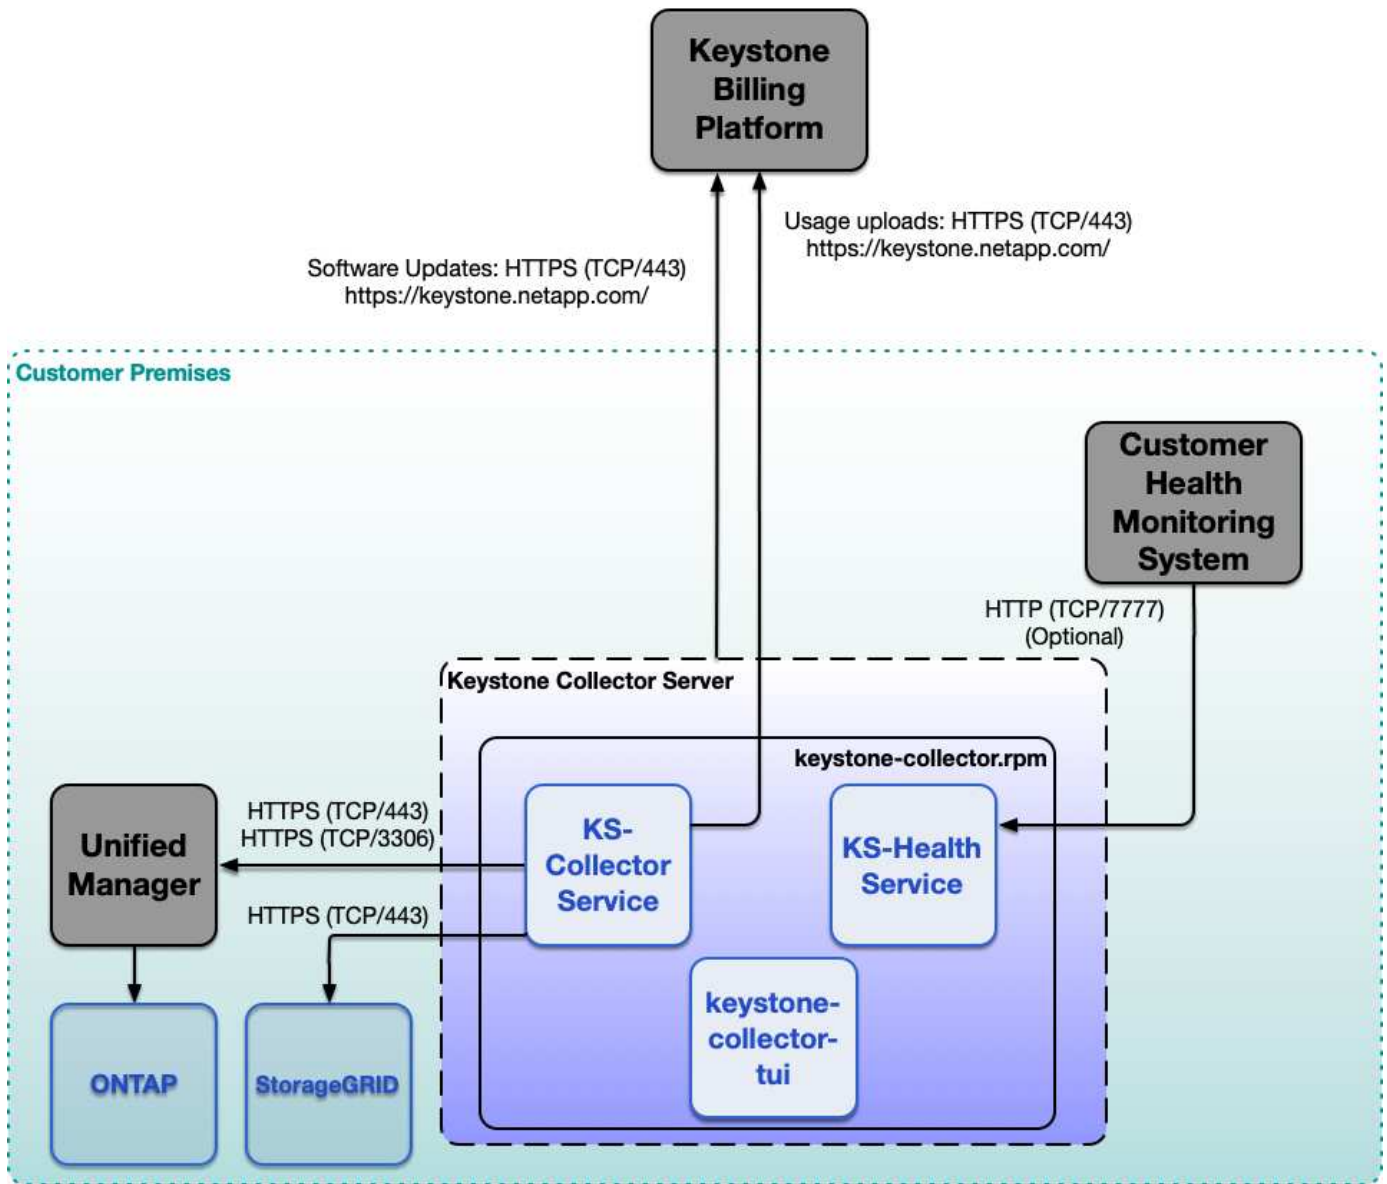 Keystone
Billing
Platform
Usage uploads: HTTPS (TCP/443)
https://keystone.netapp.com/
Software Updates: HTTPS (TCP/443)
https://keystone.netapp.com/
Customer Premises
Customer
Health
Monitoring
System
HTTP (TCP/7777)
(Optional)
Keystone Collector Server
keystone-collector.rpm
Unified
Manager
HTTPS (TCP/443)
HTTPS (TCP/3306)
KS-
Collector
Service
KS-Health
Service
HTTPS (TCP/443)
keystone-
collector-
tui
ONTAP
StorageGRID